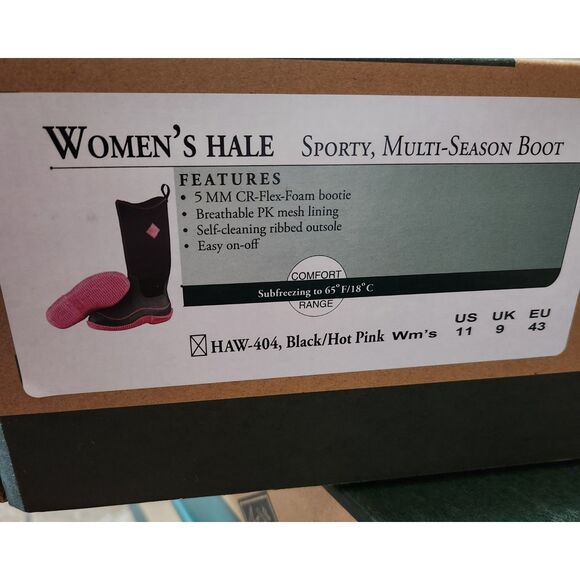 WOMEN'S HALE SPORTY, MULTI-SEASON BOOT
FEATURES
• 5 MM CR-Flex-Foam bootie
• Breathable PK mesh lining
• Self-cleaning ribbed outsole
• Easy on-off
COMFORT
Subfreezing to 65°F/18°C
RANGE
HAW-404, Black/Hot Pink Wm's
US UK EU
11 9 43